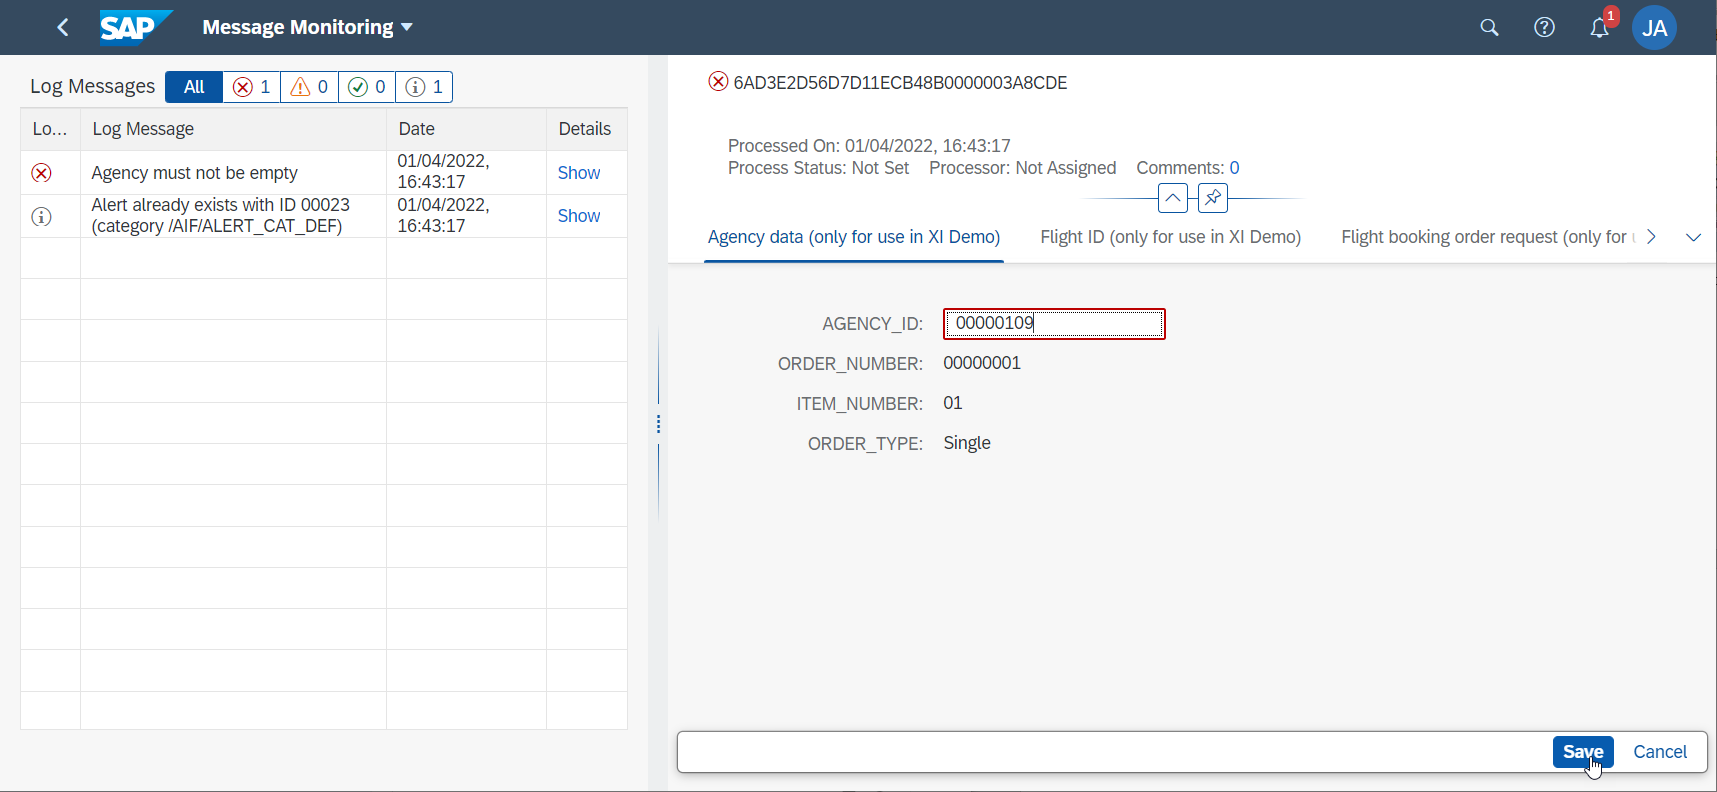 SAP Message Monitoring
1
JA
Log Messages All 1 0 0 1
Lo... Log Message Date Details
Agency must not be empty 01/04/2022, 16:43:17 Show
Alert already exists with ID 00023 (category /AIF/ALERT_CAT_DEF) 01/04/2022, 16:43:17 Show
6AD3E2D56D7D11ECB48B0000003A8CDE
Processed On: 01/04/2022, 16:43:17
Process Status: Not Set Processor: Not Assigned Comments: 0
Agency data (only for use in XI Demo) Flight ID (only for use in XI Demo) Flight booking order request (only for
AGENCY_ID: 00000109
ORDER_NUMBER: 00000001
ITEM_NUMBER: 01
ORDER_TYPE: Single
Save Cancel